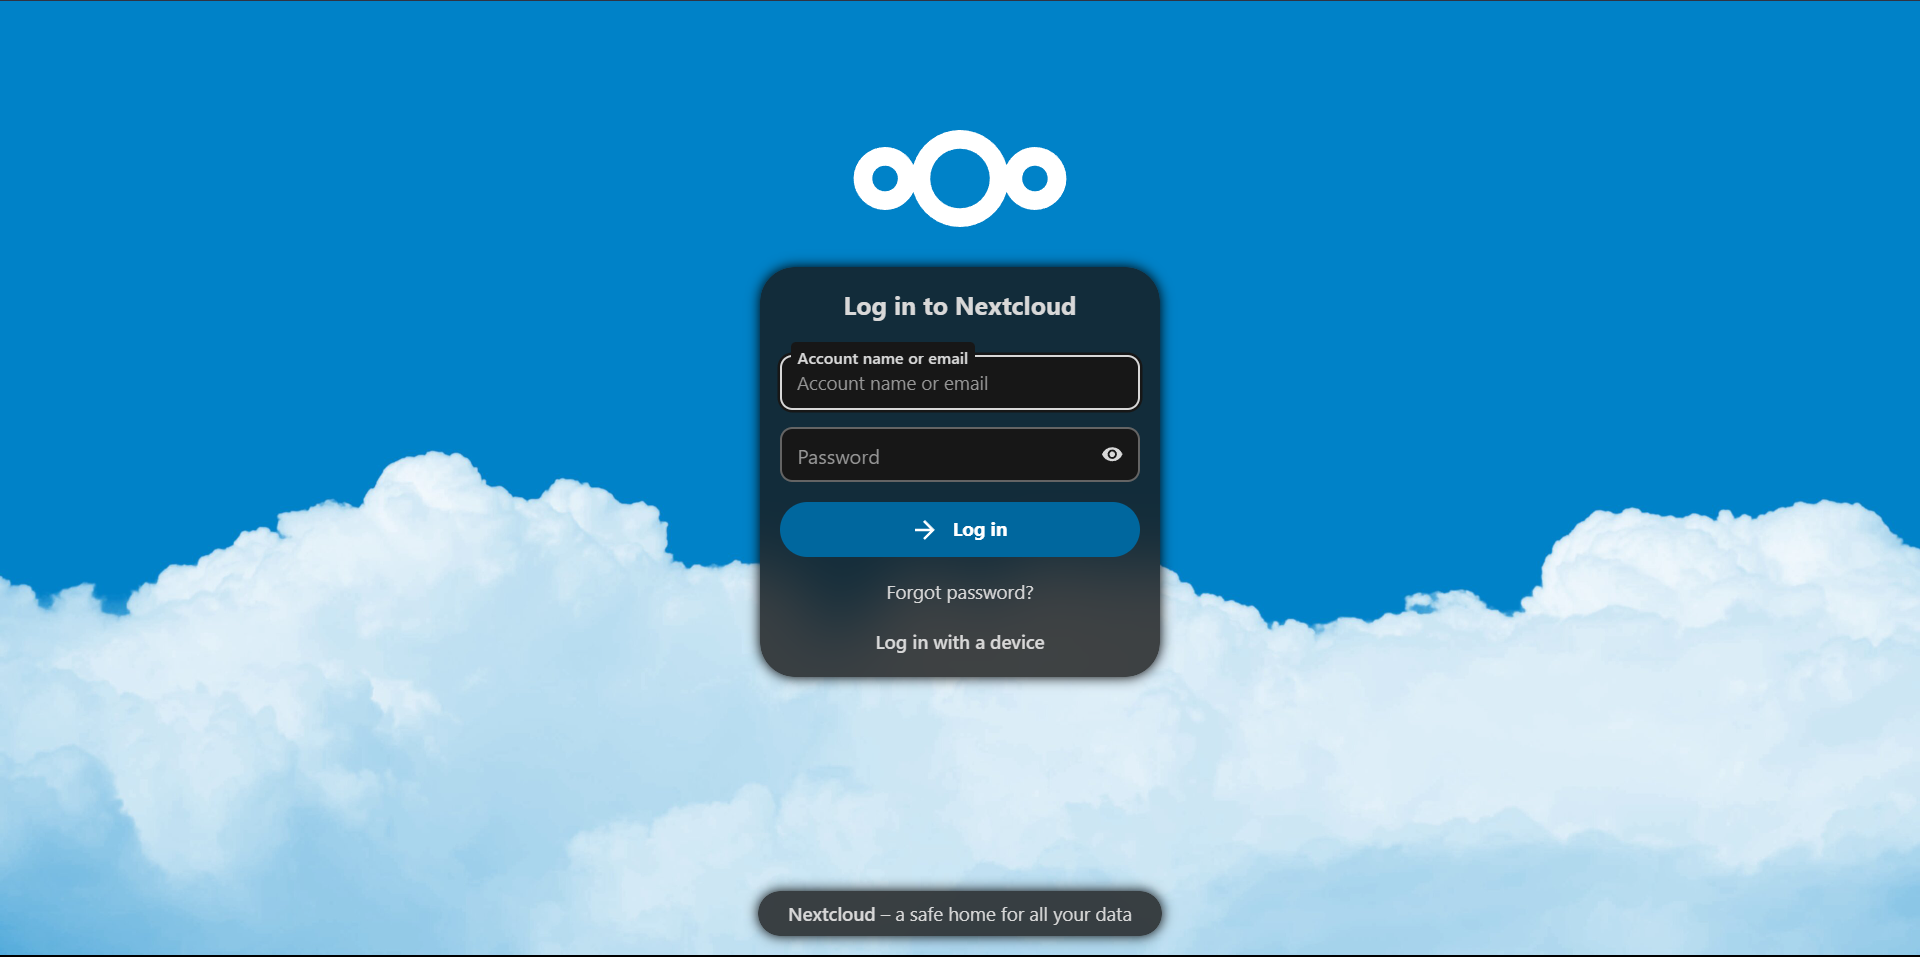 Log in to Nextcloud
Account name or email
Account name or email
Password
Log in
Forgot password?
Log in with a device
Nextcloud – a safe home for all your data